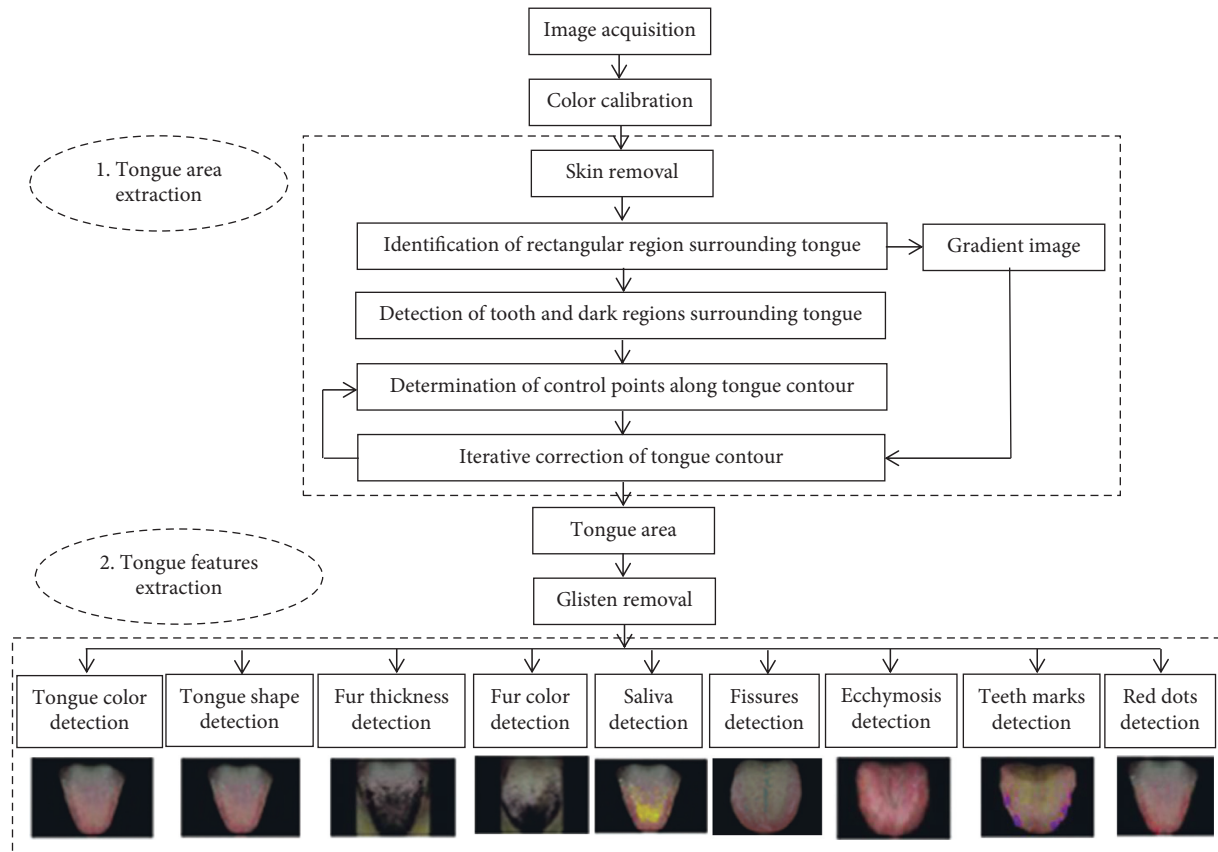 Image acquisition
Color calibration
1. Tongue area
extraction
Skin removal
Identification of rectangular region surrounding tongue
Gradient image
Detection of tooth and dark regions surrounding tongue
Determination of control points along tongue contour
Iterative correction of tongue contour
Tongue area
2. Tongue features
extraction
Glisten removal
Tongue color
detection
Tongue shape
detection
Fur thickness
detection
Fur color
detection
Saliva
detection
Fissures
detection
Ecchymosis
detection
Teeth marks
detection
Red dots
detection